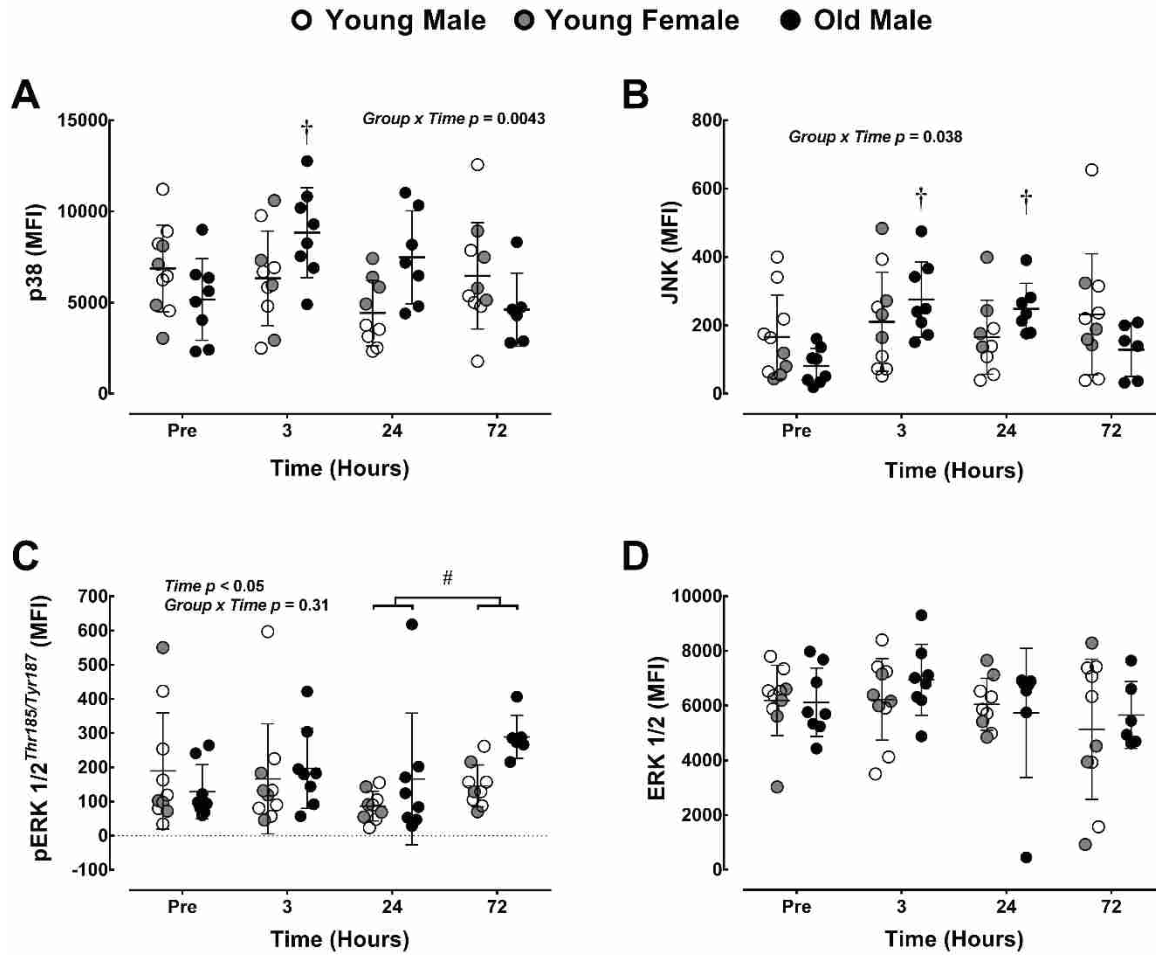 Young Male Young Female Old Male
A
Group x Time p = 0.0043
†
p38 (MFI)
15000
10000
5000
0
Pre 3 24 72
Time (Hours)
B
Group x Time p = 0.038
† †
JNK (MFI)
800
600
400
200
0
Pre 3 24 72
Time (Hours)
C
Time p < 0.05
Group x Time p = 0.31
#
pERK 1/2Thr185/Tyr187 (MFI)
700
600
500
400
300
200
100
0
-100
Pre 3 24 72
Time (Hours)
D
ERK 1/2 (MFI)
10000
8000
6000
4000
2000
0
Pre 3 24 72
Time (Hours)